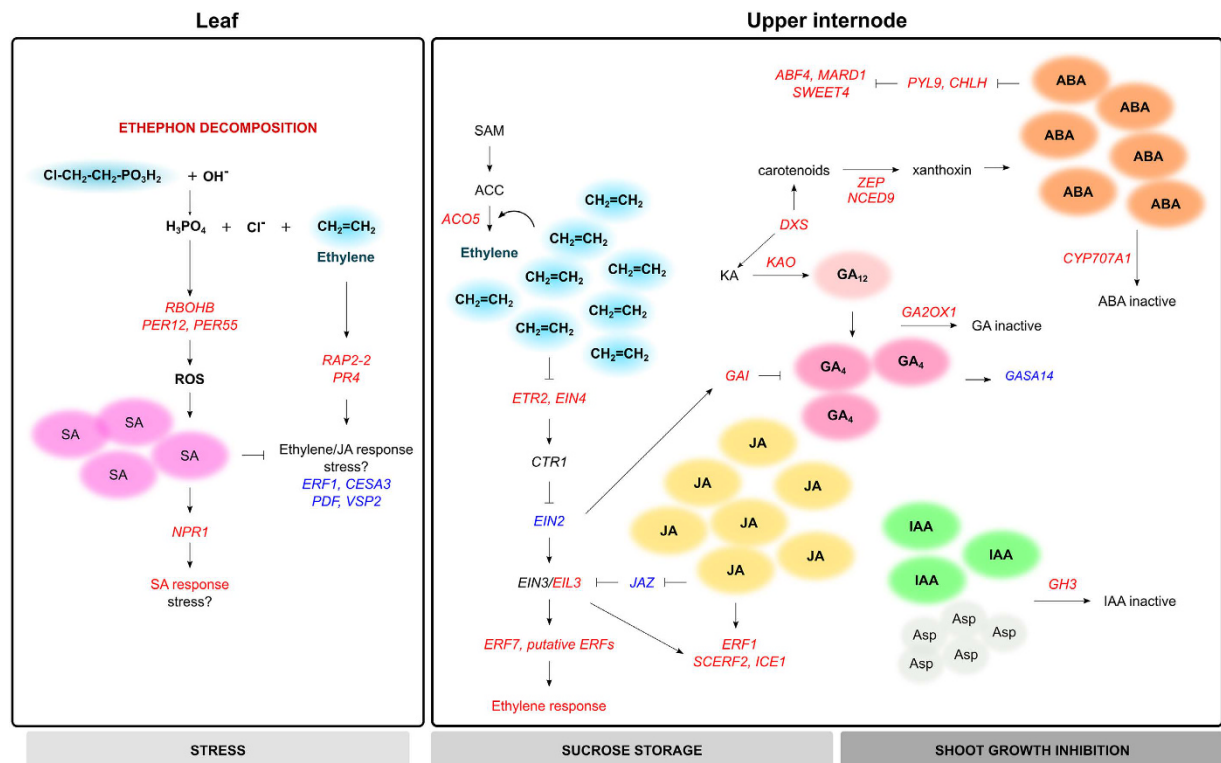 Leaf
ETHEPHON DECOMPOSITION
Cl-CH₂-CH₂-PO₃H₂ + OH⁻
H₃PO₄ + Cl⁻ + CH₂=CH₂
Ethylene
RBOHB
PER12, PER55
RAP2-2
PR4
ROS
SA
SA
SA
SA
Ethylene/JA response
stress?
ERF1, CESA3
PDF, VSP2
NPR1
SA response
stress?
STRESS
Upper internode
SAM
ACC
ACO5
Ethylene
CH₂=CH₂
CH₂=CH₂
CH₂=CH₂
CH₂=CH₂
CH₂=CH₂
CH₂=CH₂
CH₂=CH₂
CH₂=CH₂
ETR2, EIN4
CTR1
EIN2
EIN3/EIL3
JAZ
ERF7, putative ERFs
Ethylene response
ERF1
SCERF2, ICE1
JA
JA
JA
JA
JA
JA
JA
ABF4, MARD1
SWEET4
PYL9, CHLH
ABA
ABA
ABA
ABA
ABA
ABA
carotenoids
ZEP
NCED9
xanthoxin
DXS
KA
KAO
GA₁₂
CYP707A1
ABA inactive
GA2OX1
GA inactive
GAI
GA₄
GA₄
GA₄
GASA14
IAA
IAA
IAA
GH3
IAA inactive
Asp
Asp
Asp
Asp
Asp
SUCROSE STORAGE
SHOOT GROWTH INHIBITION